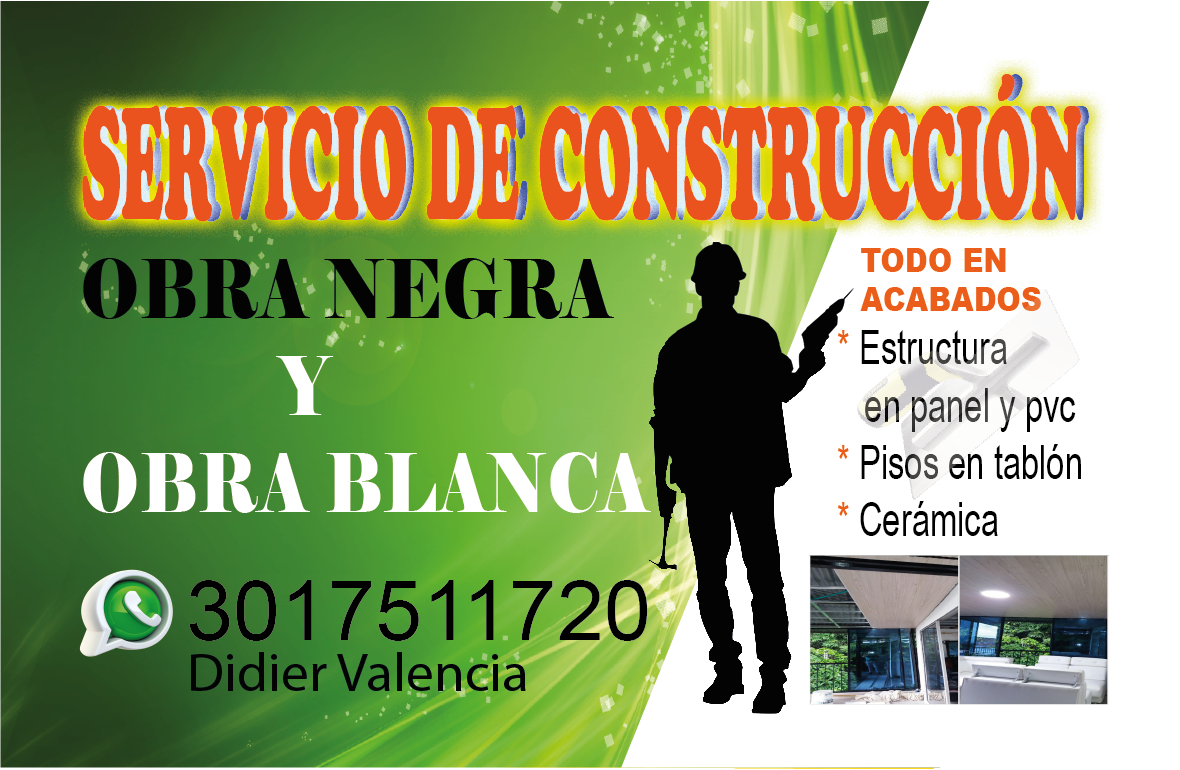 SERVICIO DE CONSTRUCCIÓN
OBRA NEGRA
Y
OBRA BLANCA
3017511720
Didier Valencia
TODO EN
ACABADOS
* Estructura
en panel y pvc
* Pisos en tablón
* Cerámica